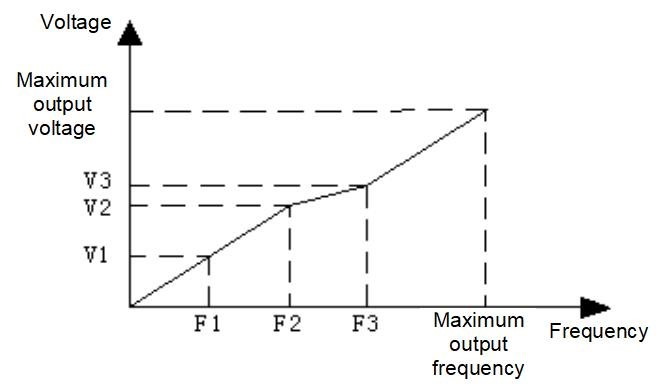 Voltage
Maximum
output
voltage
V3
V2
V1
F1
F2
F3
Maximum
output
frequency
Frequency